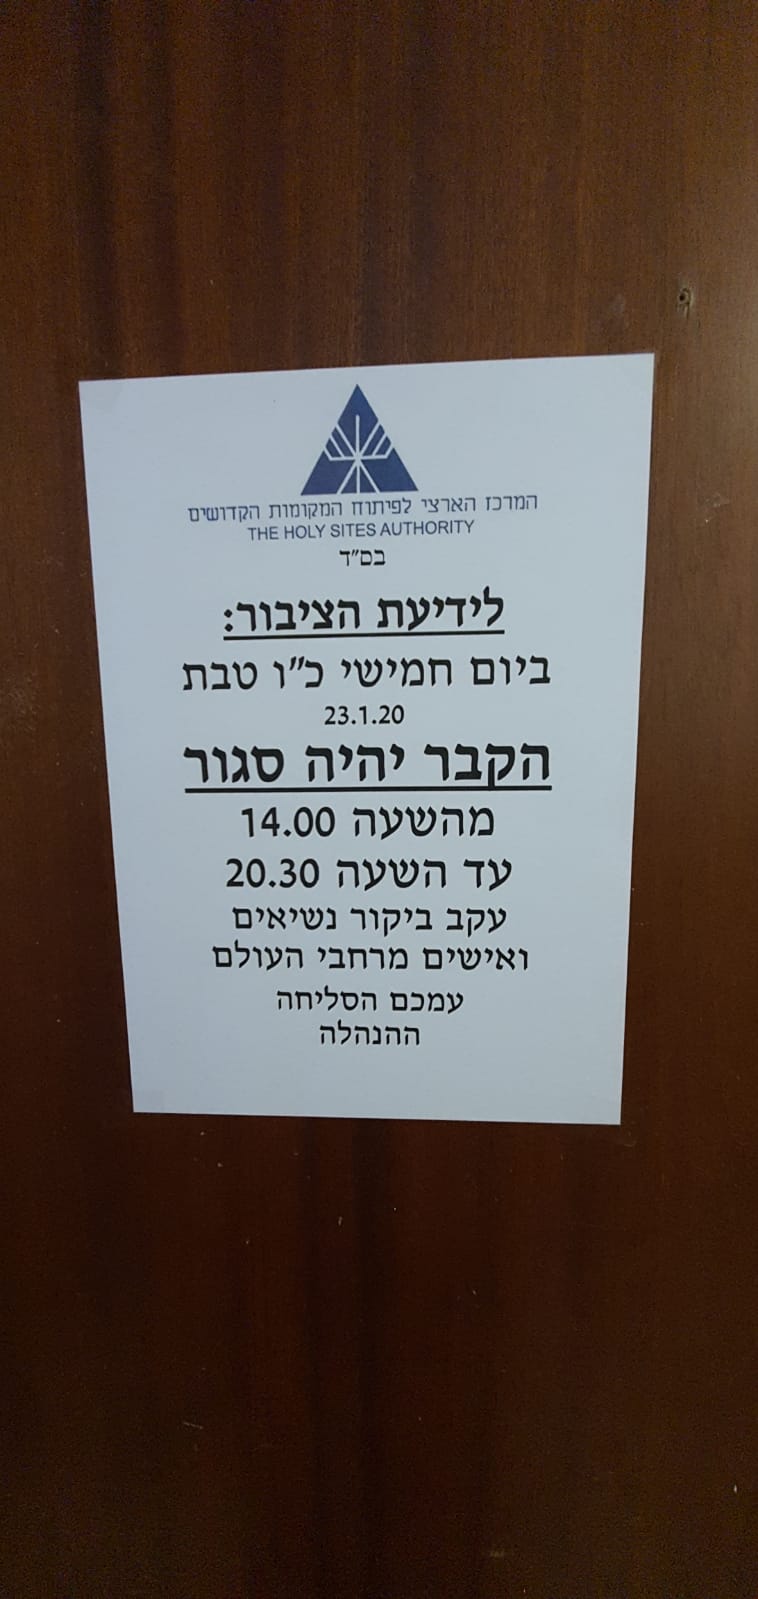 המרכז הארצי לפיתוח המקומות הקדושים
THE HOLY SITES AUTHORITY
בס"ד
לידיעת הציבור:
ביום חמישי כ"ו טבת
23.1.20
הקבר יהיה סגור
מהשעה 14.00
עד השעה 20.30
עקב ביקור נשיאים
ואישים מרחבי העולם
עמכם הסליחה
ההנהלה